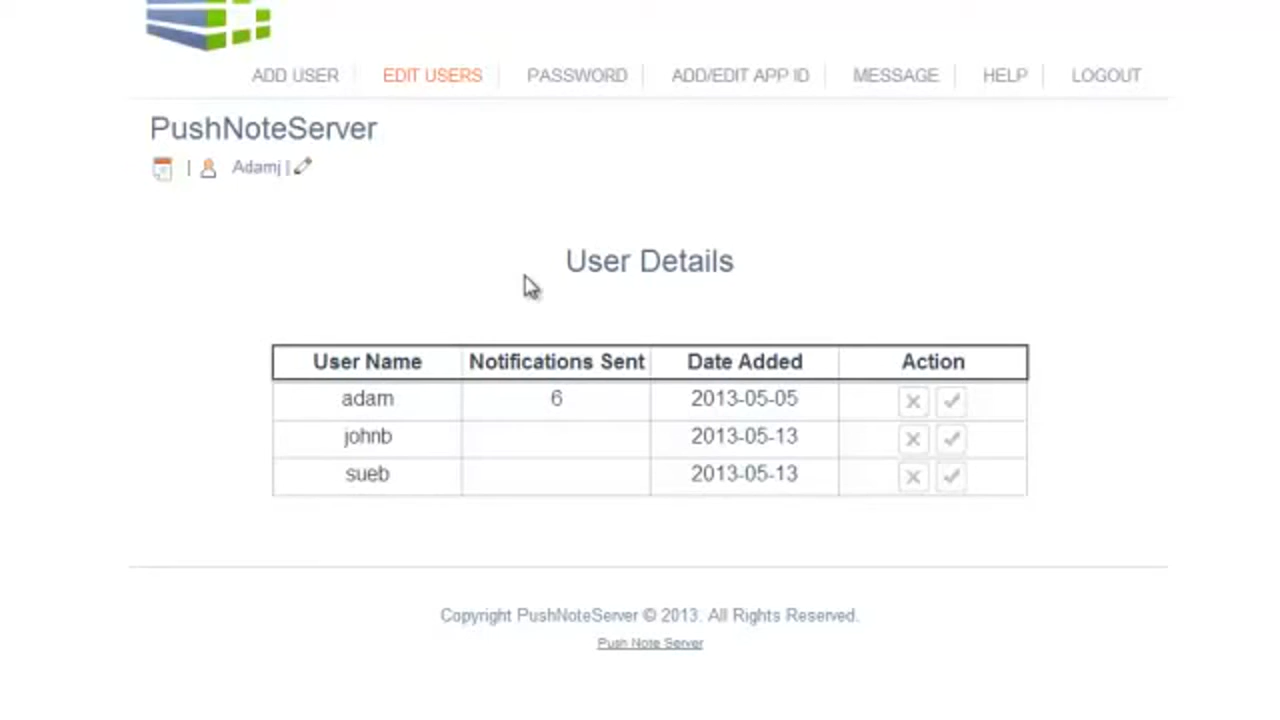 ADD USER EDIT USERS PASSWORD ADD/EDIT APP ID MESSAGE HELP LOGOUT
PushNoteServer
| Adamj |
User Details
User Name Notifications Sent Date Added Action
adam 6 2013-05-05
johnb 2013-05-13
sueb 2013-05-13
Copyright PushNoteServer © 2013. All Rights Reserved.
Push Note Server